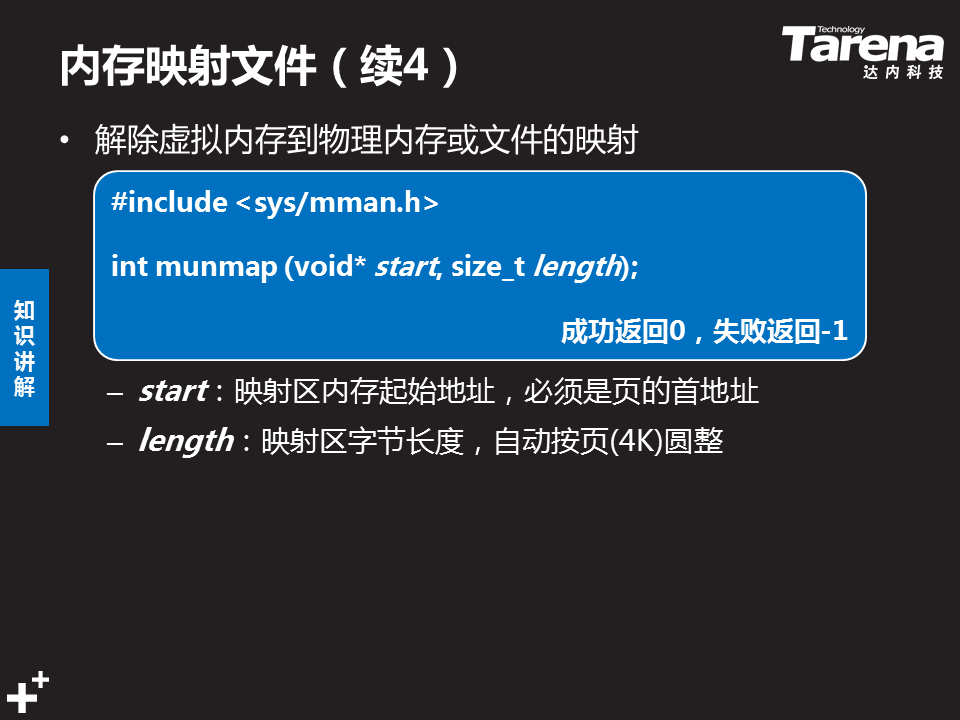 内存映射文件（续4）
Technology
Tarena
达内科技
• 解除虚拟内存到物理内存或文件的映射
#include <sys/mman.h>
int munmap (void* start, size_t length);
成功返回0，失败返回-1
知识讲解
– start：映射区内存起始地址，必须是页的首地址
– length：映射区字节长度，自动按页(4K)圆整